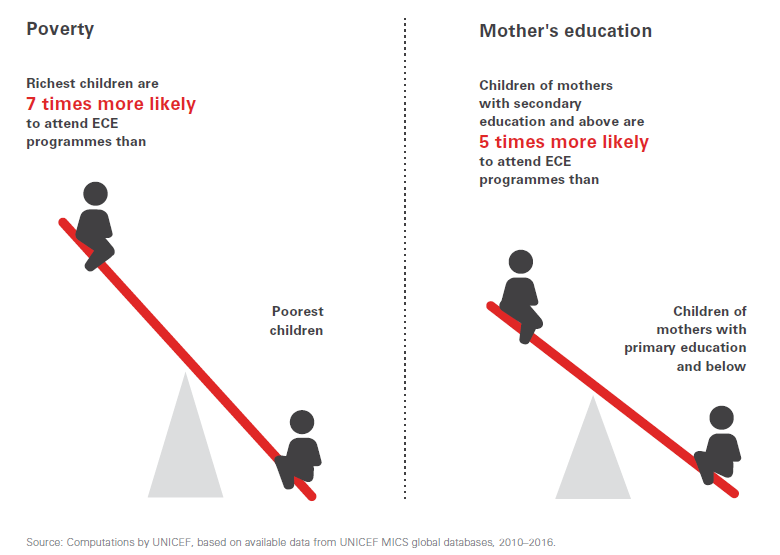 Poverty
Richest children are
7 times more likely
to attend ECE
programmes than
Poorest
children
Mother's education
Children of mothers
with secondary
education and above are
5 times more likely
to attend ECE
programmes than
Children of
mothers with
primary education
and below
Source: Computations by UNICEF, based on available data from UNICEF MICS global databases, 2010–2016.